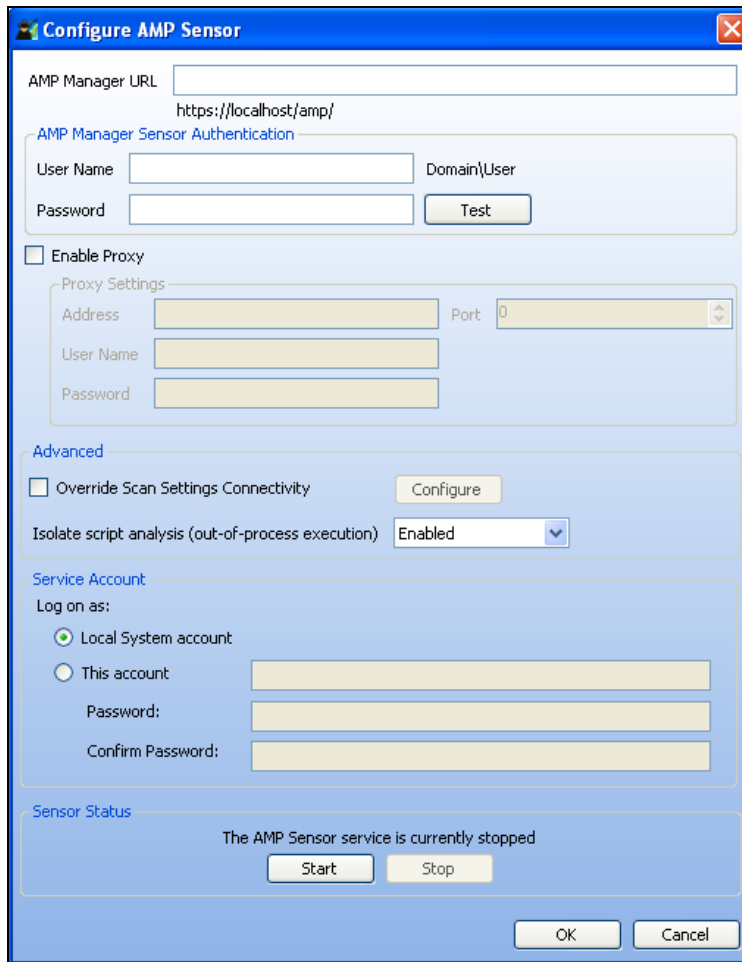 Configure AMP Sensor
AMP Manager URL
https://localhost/amp/
AMP Manager Sensor Authentication
User Name Domain\User
Password Test
Enable Proxy
Proxy Settings
Address Port 0
User Name
Password
Advanced
Override Scan Settings Connectivity Configure
Isolate script analysis (out-of-process execution) Enabled
Service Account
Log on as:
Local System account
This account
Password:
Confirm Password:
Sensor Status
The AMP Sensor service is currently stopped
Start Stop
OK Cancel